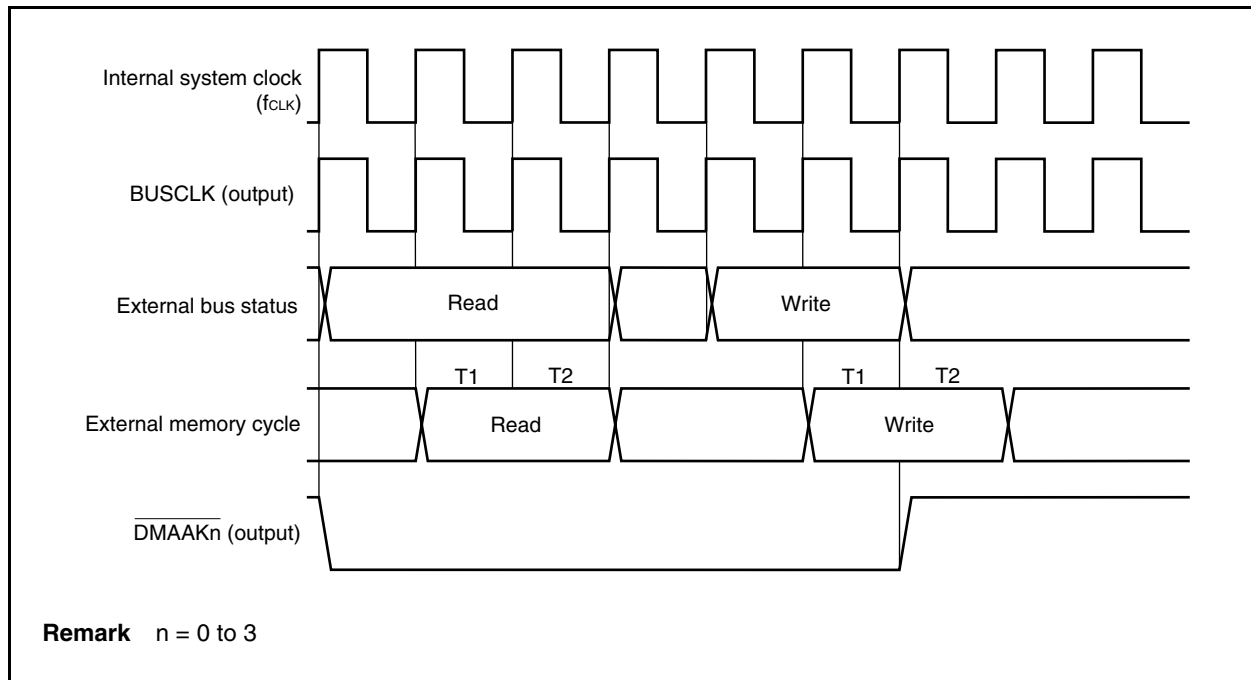 Internal system clock
(fCLK)
BUSCLK (output)
External bus status
Read
Write
T1 T2 T1 T2
External memory cycle
Read
Write
DMAAKn (output)
Remark n = 0 to 3